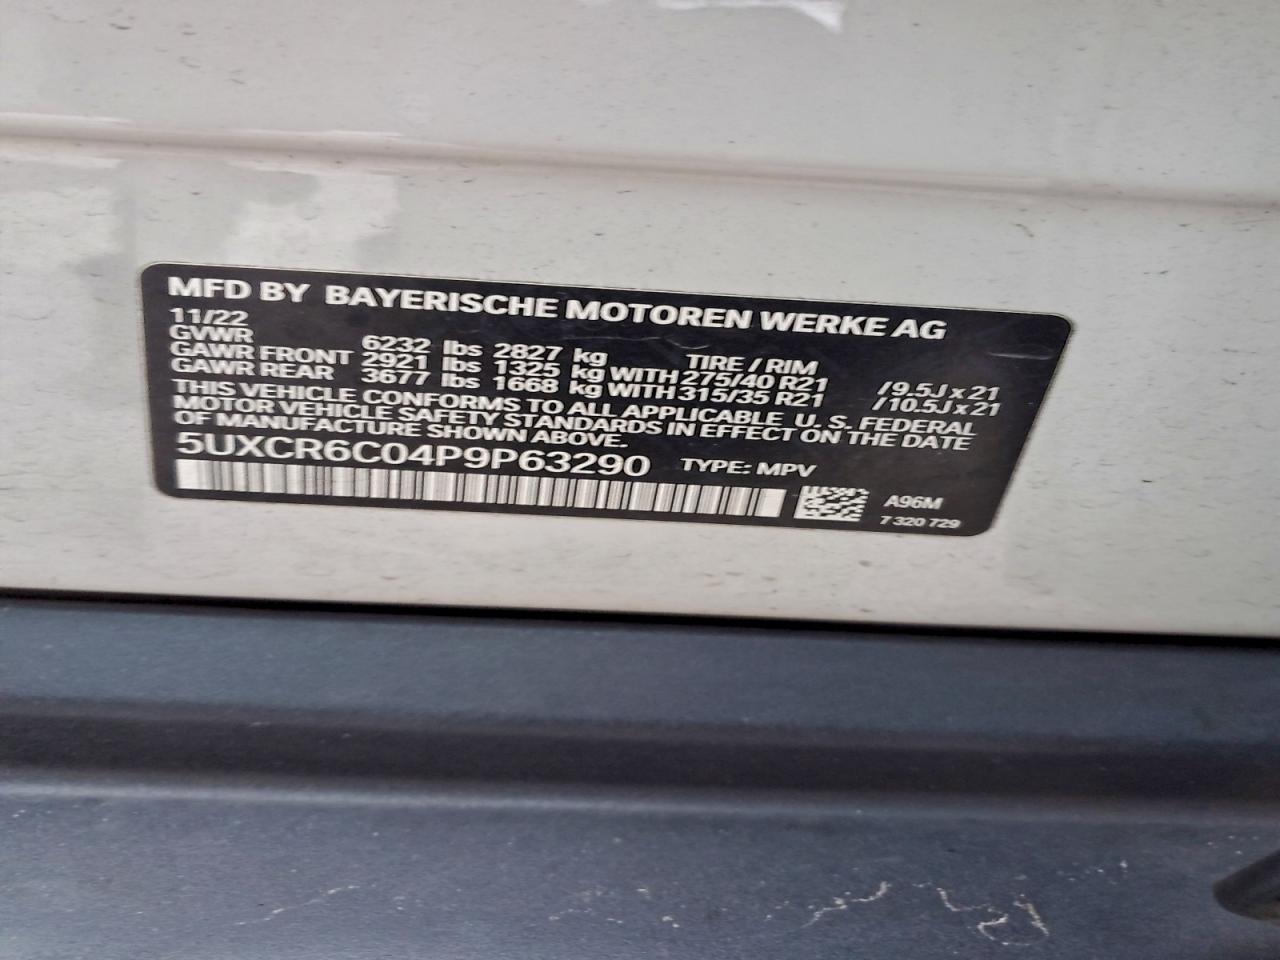 MFD BY BAYERISCHE MOTOREN WERKE AG
11/22
GVWR 6232 lbs 2827 kg TIRE / RIM
GAWR FRONT 2921 lbs 1325 kg WITH 275/40 R21 / 9.5J x 21
GAWR REAR 3677 lbs 1668 kg WITH 315/35 R21 / 10.5J x 21
THIS VEHICLE CONFORMS TO ALL APPLICABLE U. S. FEDERAL
MOTOR VEHICLE SAFETY STANDARDS IN EFFECT ON THE DATE
OF MANUFACTURE SHOWN ABOVE.
5UXCR6C04P9P63290 TYPE: MPV
A96M
7 320 729